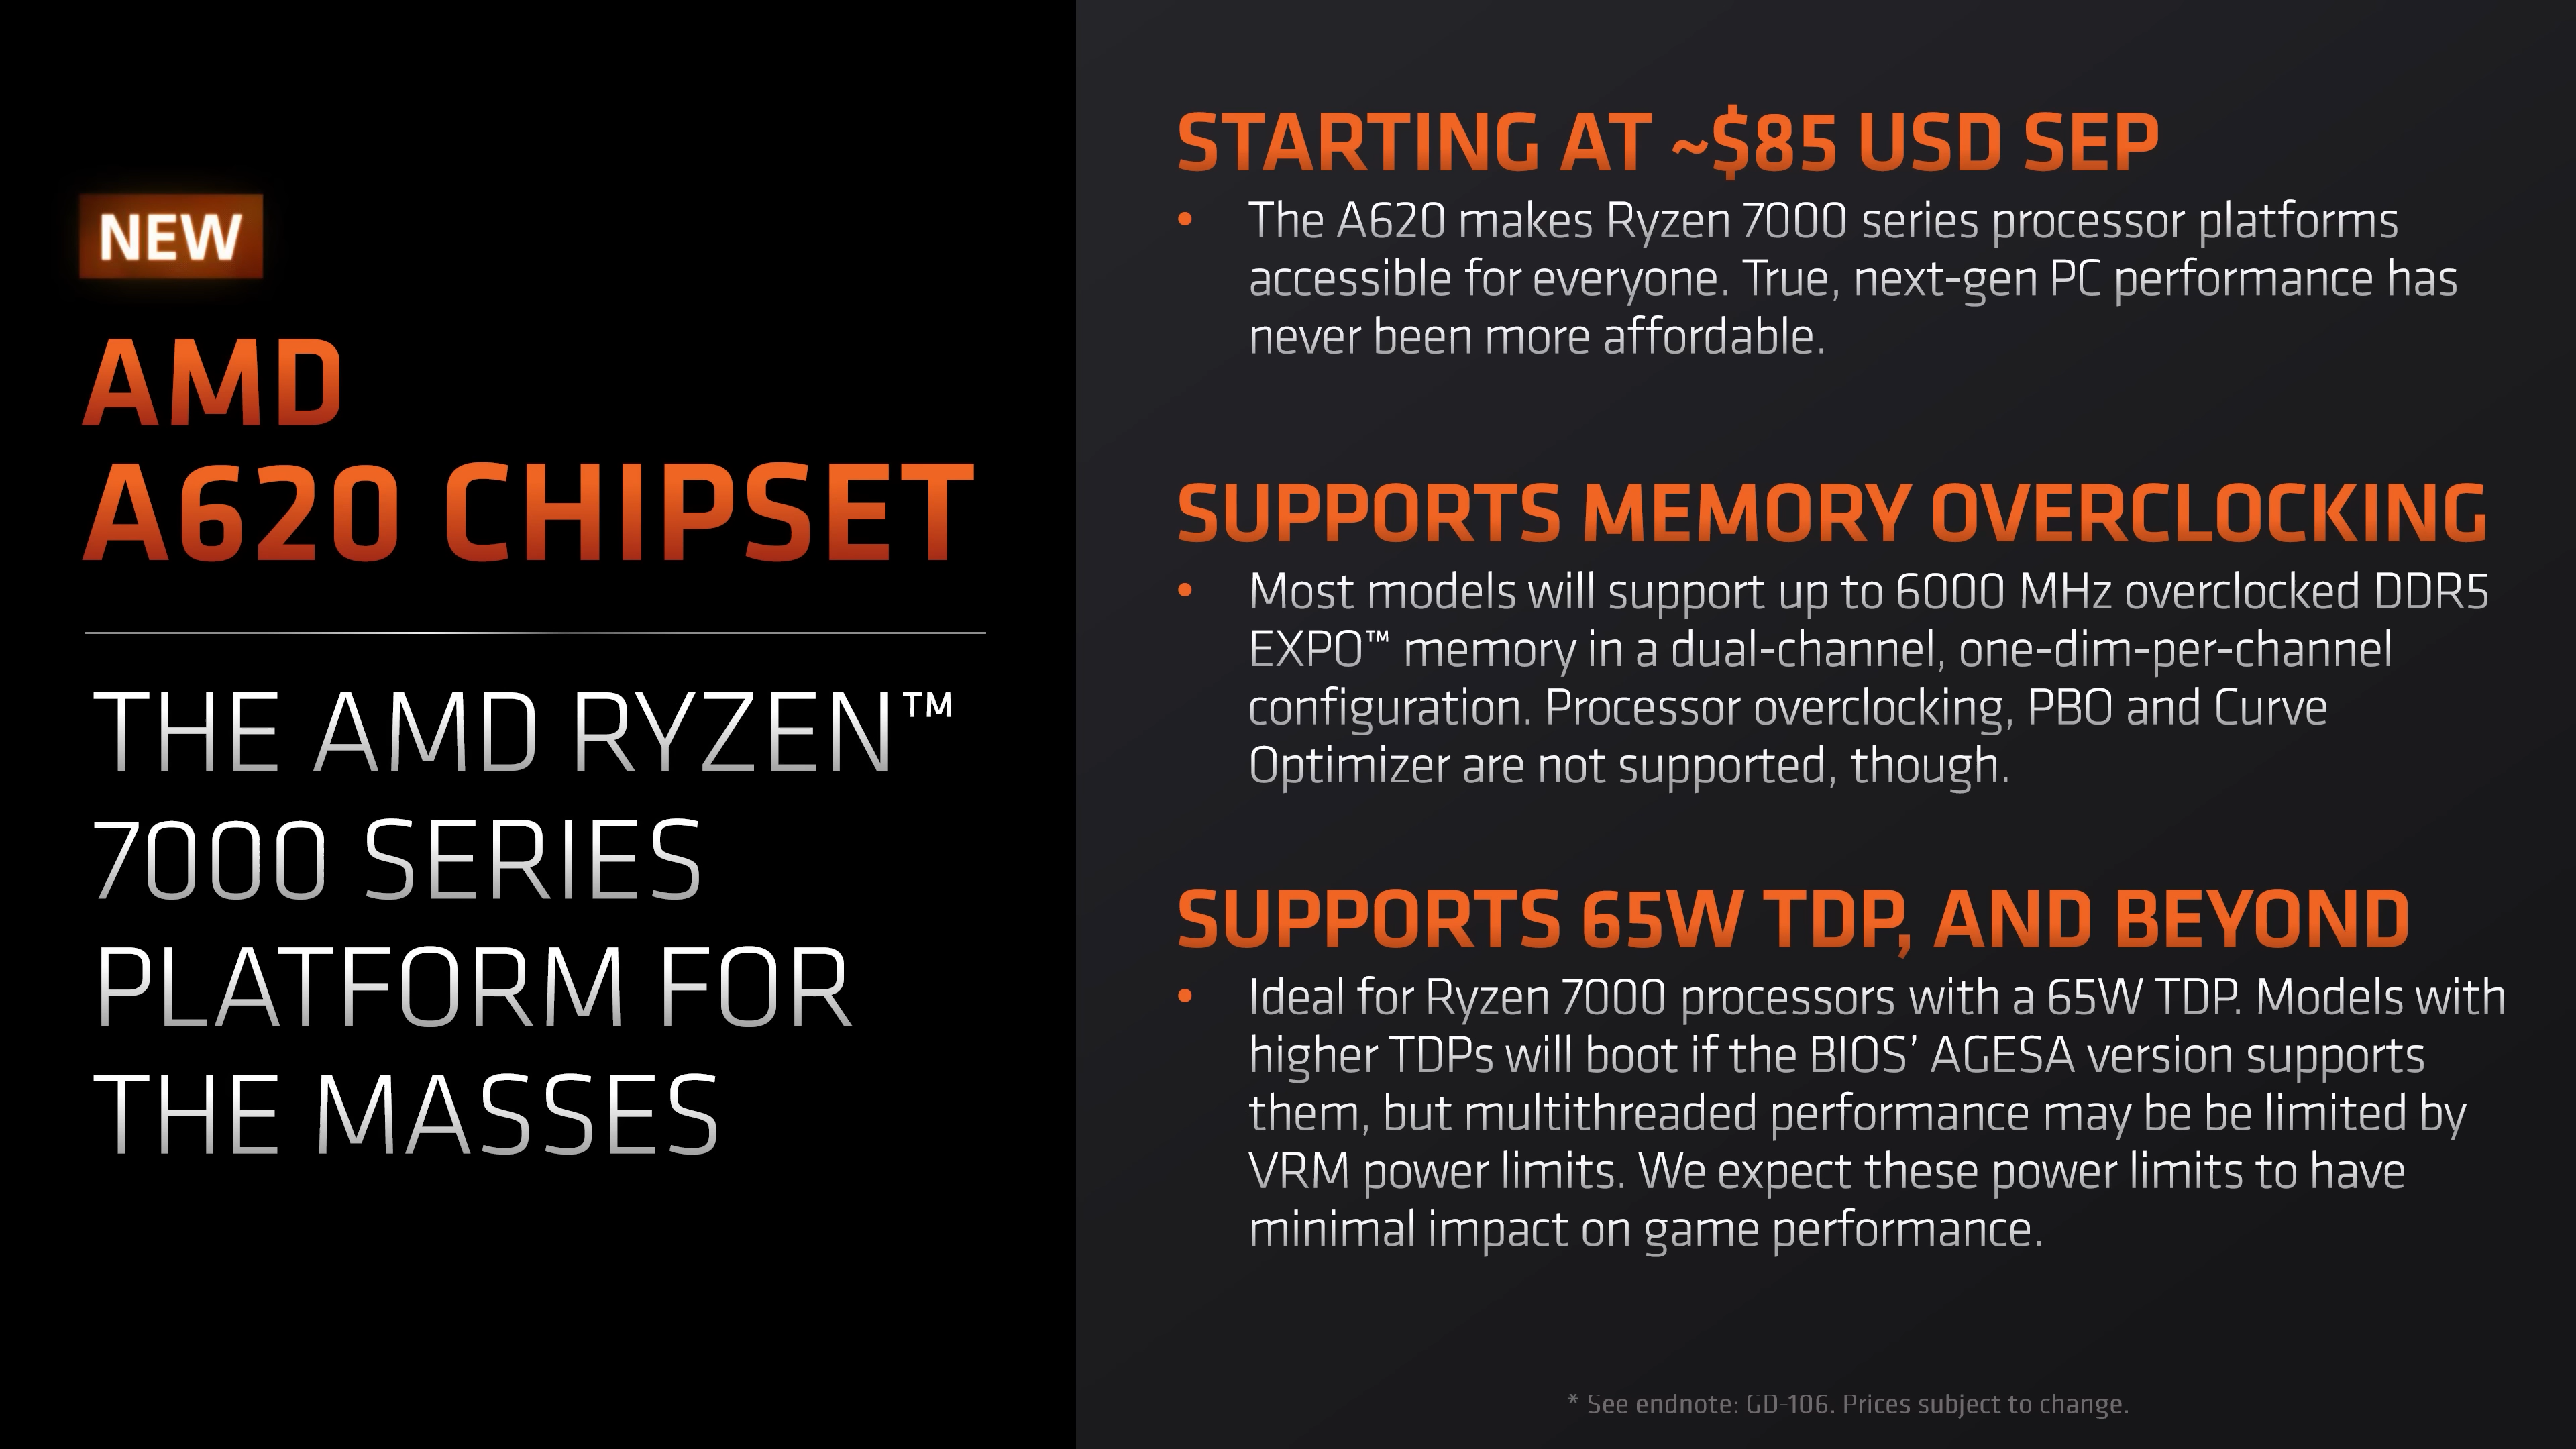 NEW
AMD
A620 CHIPSET
THE AMD RYZEN™
7000 SERIES
PLATFORM FOR
THE MASSES
STARTING AT ~$85 USD SEP
• The A620 makes Ryzen 7000 series processor platforms
accessible for everyone. True, next-gen PC performance has
never been more affordable.
SUPPORTS MEMORY OVERCLOCKING
• Most models will support up to 6000 MHz overclocked DDR5
EXPO™ memory in a dual-channel, one-dim-per-channel
configuration. Processor overclocking, PBO and Curve
Optimizer are not supported, though.
SUPPORTS 65W TDP, AND BEYOND
• Ideal for Ryzen 7000 processors with a 65W TDP. Models with
higher TDPs will boot if the BIOS’ AGESA version supports
them, but multithreaded performance may be be limited by
VRM power limits. We expect these power limits to have
minimal impact on game performance.
* See endnote: GD-106. Prices subject to change.